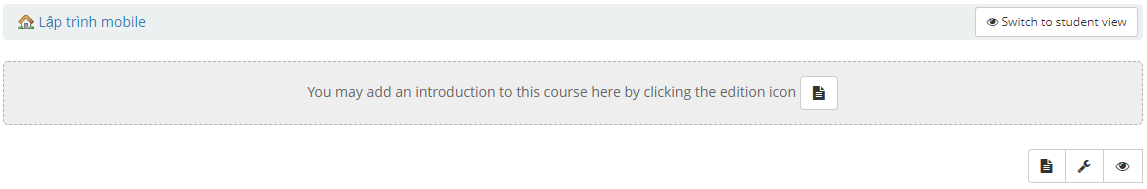 Lập trình mobile
Switch to student view
You may add an introduction to this course here by clicking the edition icon